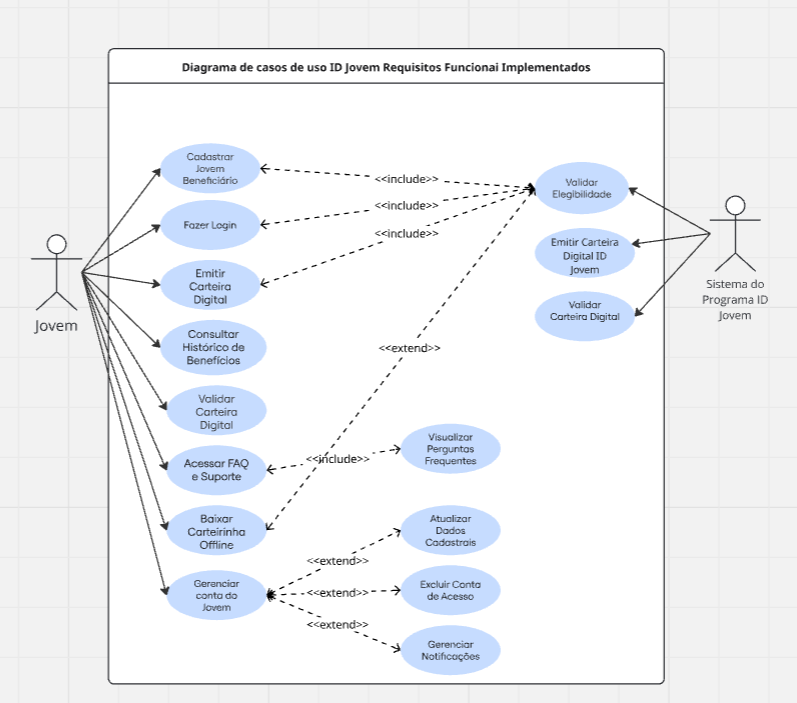 Diagrama de casos de uso ID Jovem Requisitos Funcionai Implementados
Cadastrar
Jovem
Beneficiário
<<include>>
Validar
Elegibilidade
Fazer Login
<<include>>
<<include>>
Emitir
Carteira
Digital
Emitir Carteira
Digital ID
Jovem
Jovem
Sistema do
Programa ID
Jovem
Validar
Carteira Digital
Consultar
Histórico de
Benefícios
<<extend>>
Validar
Carteira
Digital
Acessar FAQ
e Suporte
<<include>>
Visualizar
Perguntas
Frequentes
Baixar
Carteirinha
Offline
Atualizar
Dados
Cadastrais
<<extend>>
Gerenciar
conta do
Jovem
<<extend>>
Excluir Conta
de Acesso
<<extend>>
Gerenciar
Notificações